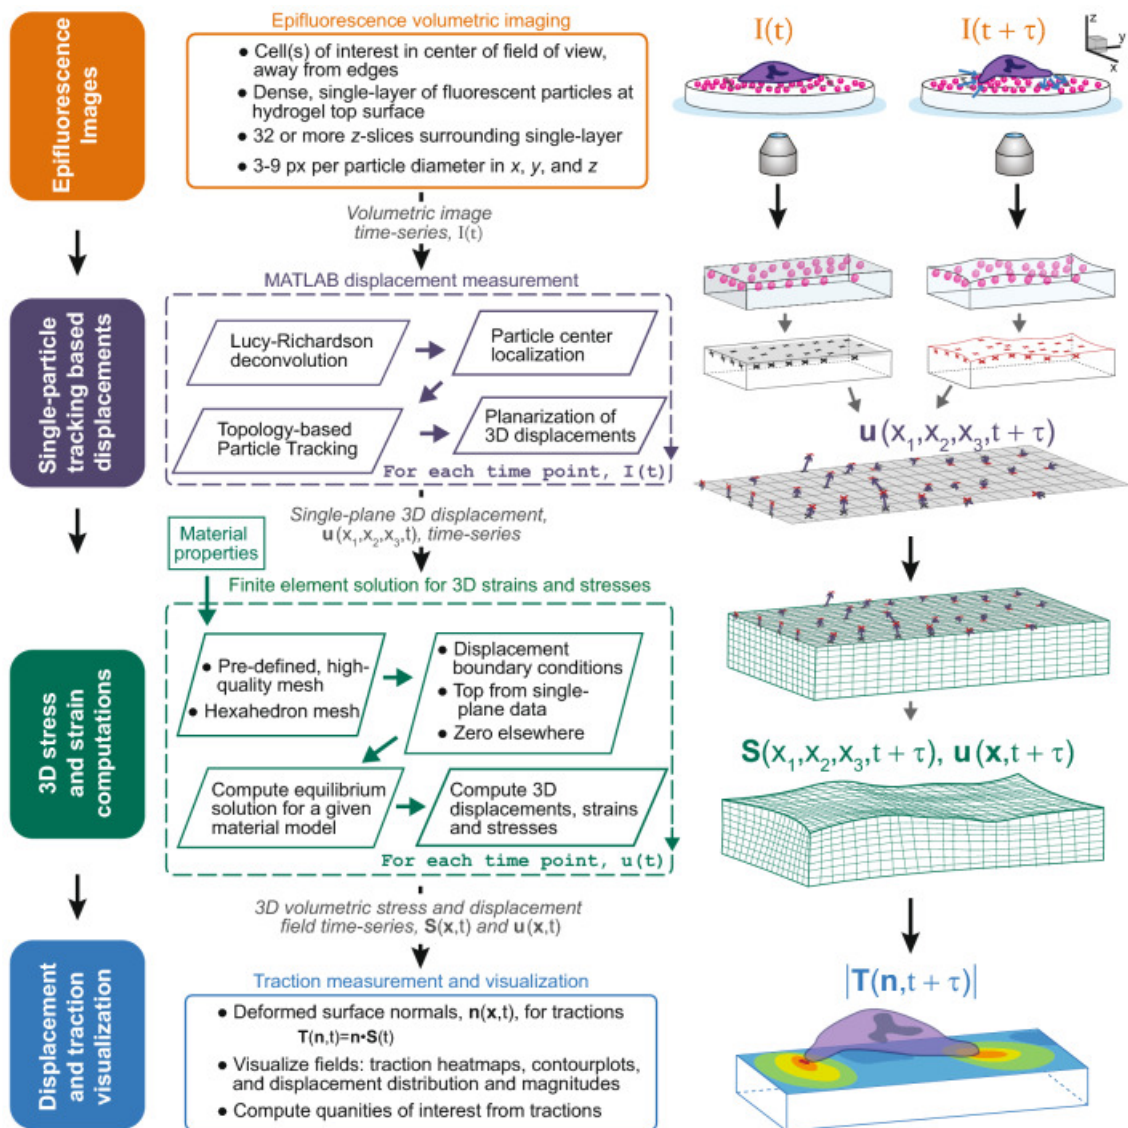 Epifluorescence
Images
Epifluorescence volumetric imaging
● Cell(s) of interest in center of field of view,
away from edges
● Dense, single-layer of fluorescent particles at
hydrogel top surface
● 32 or more z-slices surrounding single-layer
● 3-9 px per particle diameter in x, y, and z
I(t)
I(t + τ)
z
y
x
Volumetric image
time-series, I(t)
Single-particle
tracking based
displacements
MATLAB displacement measurement
Lucy-Richardson
deconvolution
Particle center
localization
Topology-based
Particle Tracking
Planarization of
3D displacements
For each time point, I(t)
u(x₁,x₂,x₃,t + τ)
Single-plane 3D displacement,
u(x₁,x₂,x₃,t), time-series
Material
properties
3D stress
and strain
computations
Finite element solution for 3D strains and stresses
● Pre-defined, high-
quality mesh
● Hexahedron mesh
● Displacement
boundary conditions
● Top from single-
plane data
● Zero elsewhere
Compute equilibrium
solution for a given
material model
Compute 3D
displacements, strains
and stresses
For each time point, u(t)
S(x₁,x₂,x₃,t + τ), u(x,t + τ)
3D volumetric stress and displacement
field time-series, S(x,t) and u(x,t)
Displacement
and traction
visualization
Traction measurement and visualization
● Deformed surface normals, n(x,t), for tractions
T(n,t)=n•S(t)
● Visualize fields: traction heatmaps, contourplots,
and displacement distribution and magnitudes
● Compute quanities of interest from tractions
|T(n,t + τ)|